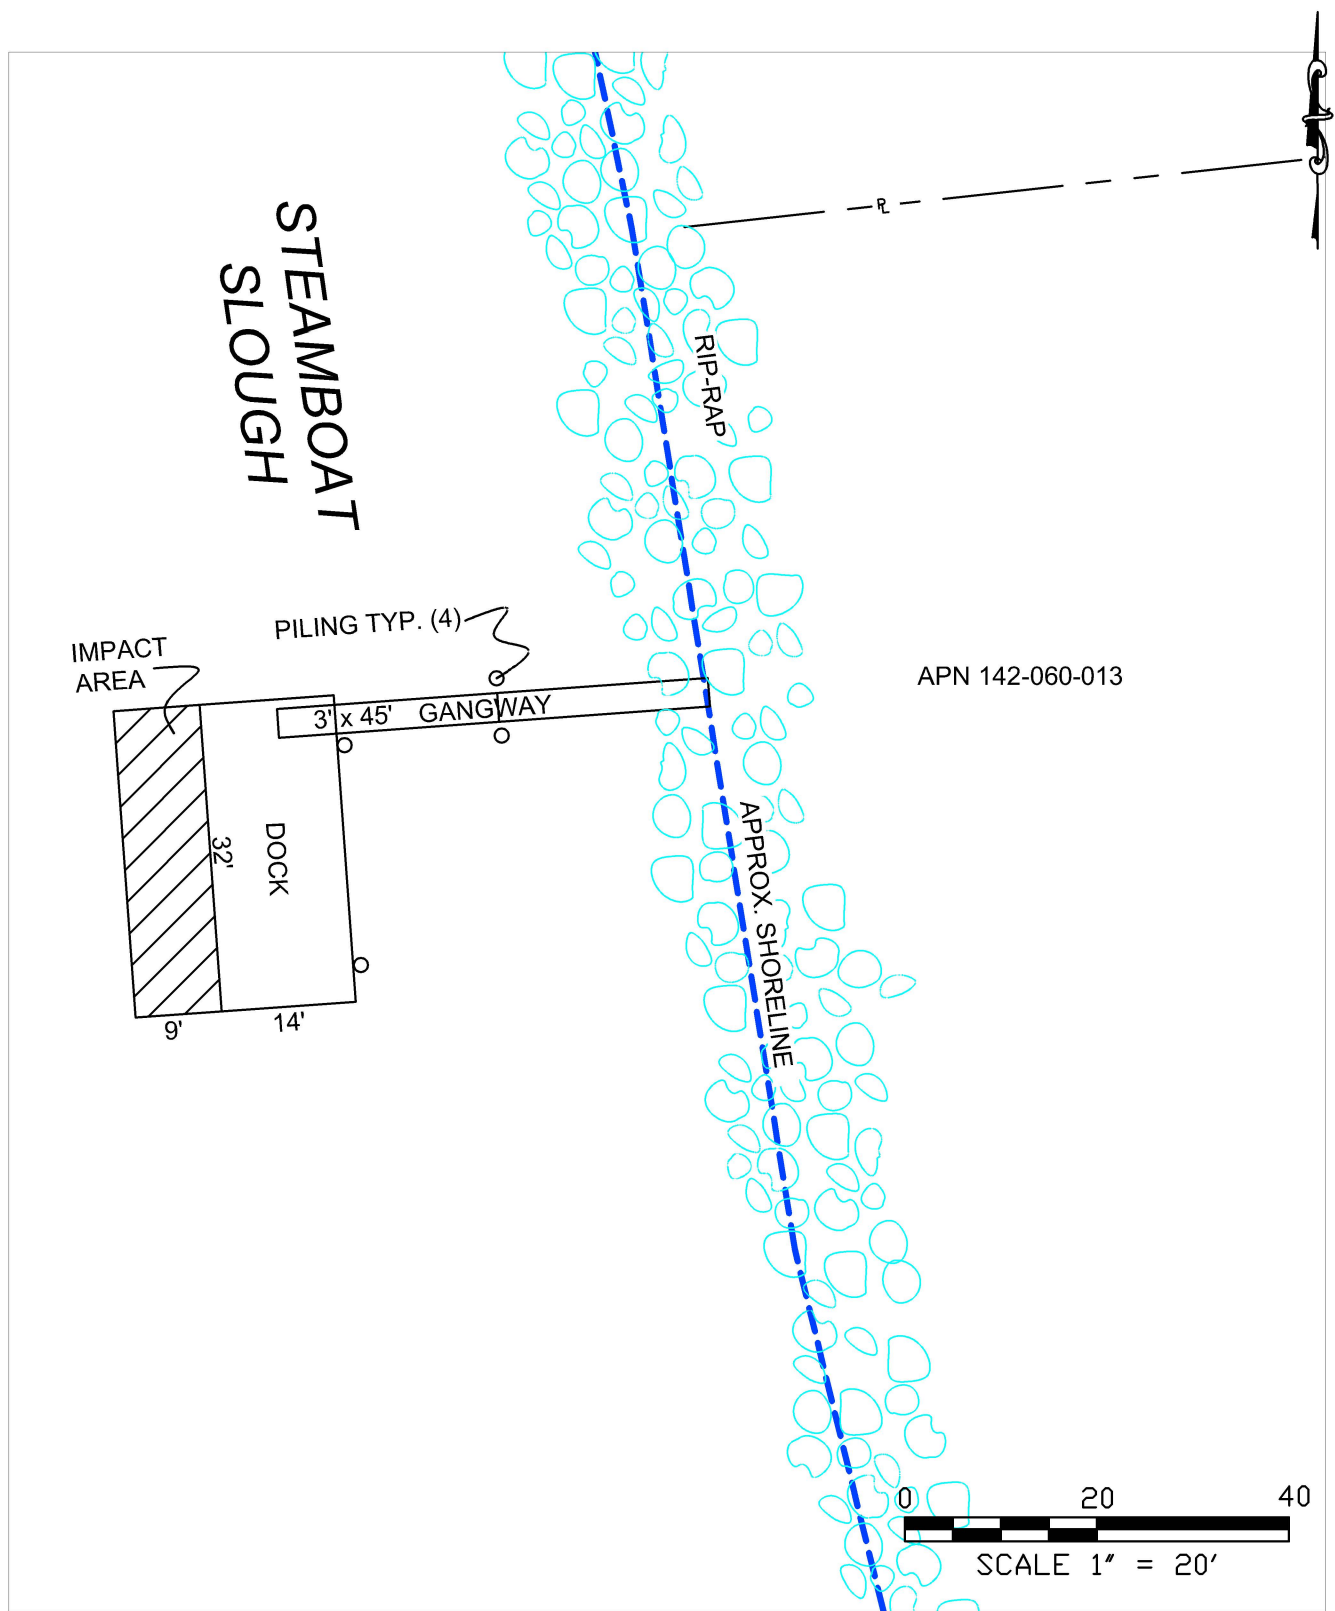 STEAMBOAT
SLOUGH
PL
RIP-RAP
PILING TYP. (4)
IMPACT
AREA
3' x 45' GANGWAY
APN 142-060-013
32'
DOCK
APPROX. SHORELINE
9'
14'
0 20 40
SCALE 1" = 20'